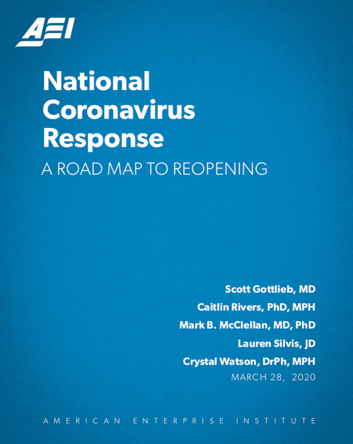 AEI
National
Coronavirus
Response
A ROAD MAP TO REOPENING
Scott Gottlieb, MD
Caitlin Rivers, PhD, MPH
Mark B. McClellan, MD, PhD
Lauren Silvis, JD
Crystal Watson, DrPh, MPH
MARCH 28, 2020
AMERICAN ENTERPRISE INSTITUTE